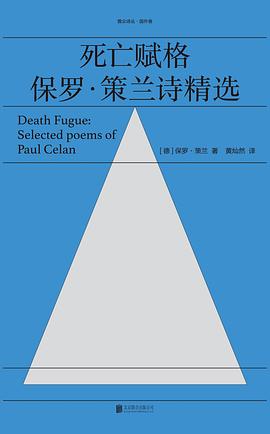 雅众诗丛·国外卷
死亡赋格
保罗·策兰诗精选
Death Fugue:
Selected poems of
Paul Celan
[德]保罗·策兰 著 黄灿然 译
北京联合出版公司